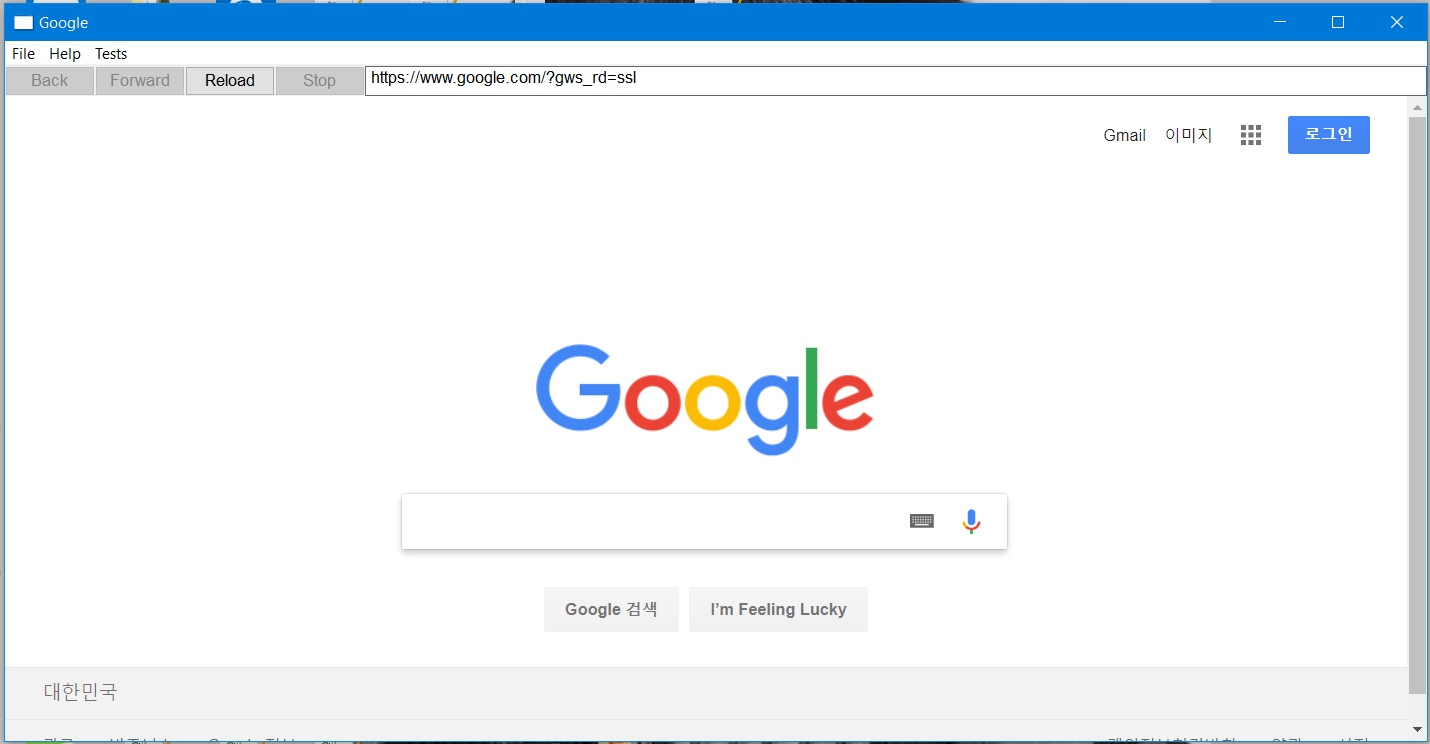 Google
File Help Tests
Back Forward Reload Stop https://www.google.com/?gws_rd=ssl
Gmail 이미지 로그인
Google
Google 검색 I’m Feeling Lucky
대한민국